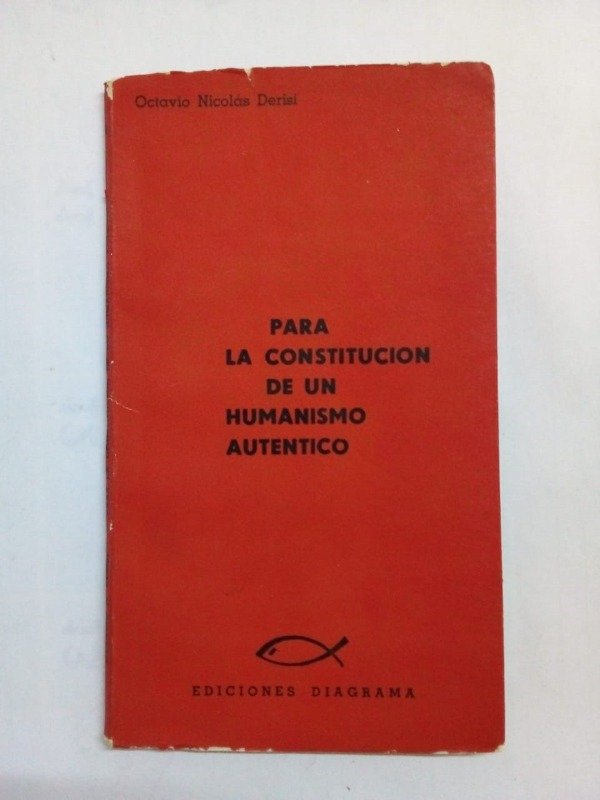 Octavio Nicolás Derisi
PARA
LA CONSTITUCION
DE UN
HUMANISMO
AUTENTICO
EDICIONES DIAGRAMA